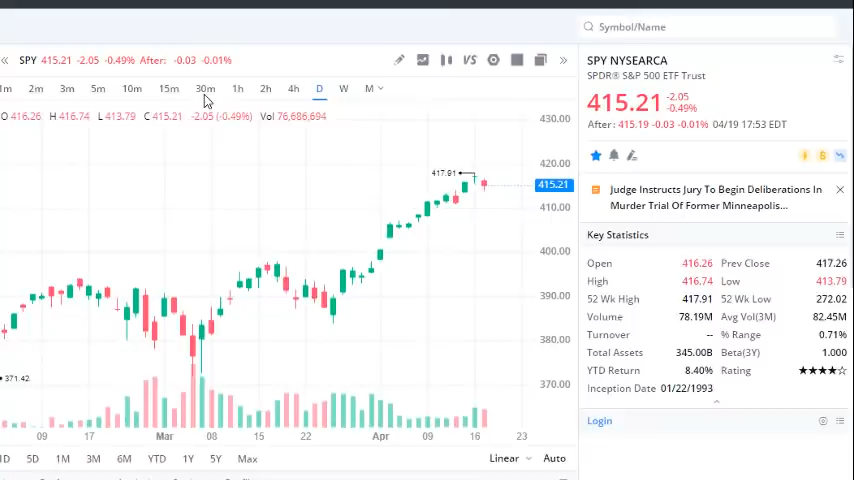 Symbol/Name
SPY 415.21 -2.05 -0.49% After: -0.03 -0.01%
VS
1m 2m 3m 5m 10m 15m 30m 1h 2h 4h D W M
O 416.26 H 416.74 L 413.79 C 415.21 -2.05 (-0.49%) Vol 76,686,694
430.00
420.00
417.91
415.21
410.00
400.00
390.00
380.00
371.42
370.00
09 17 Mar 08 15 22 Apr 09 16 23
1D 5D 1M 3M 6M YTD 1Y 5Y Max Linear Auto
SPY NYSEARCA
SPDR® S&P 500 ETF Trust
415.21 -2.05
-0.49%
After : 415.19 -0.03 -0.01% 04/19 17:53 EDT
Judge Instructs Jury To Begin Deliberations In
Murder Trial Of Former Minneapolis...
Key Statistics
Open 416.26 Prev Close 417.26
High 416.74 Low 413.79
52 Wk High 417.91 52 Wk Low 272.02
Volume 78.19M Avg Vol(3M) 82.45M
Turnover -- % Range 0.71%
Total Assets 345.00B Beta(3Y) 1.000
YTD Return 8.40% Rating ★★★★☆
Inception Date 01/22/1993
Login